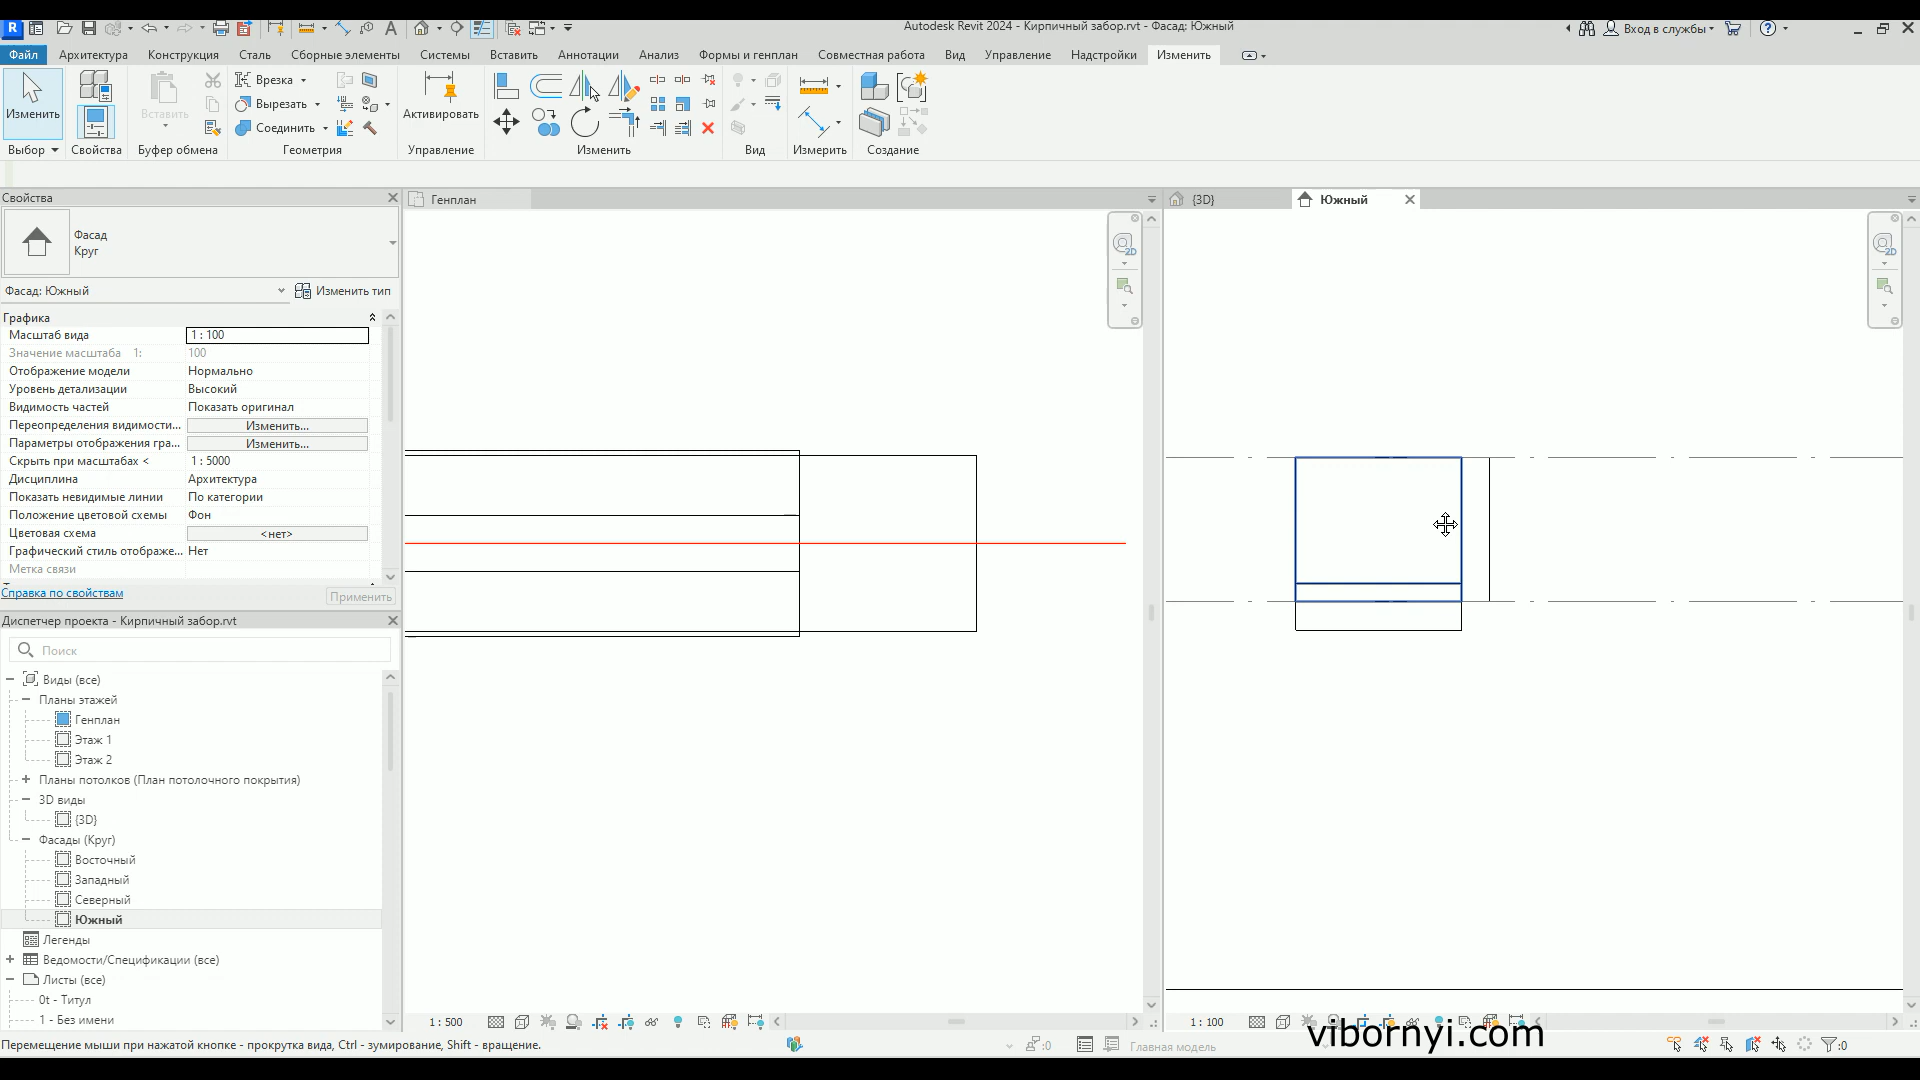 Autodesk Revit 2024 - Кирпичный забор.rvt - Фасад: Южный
Вход в службы
Файл Архитектура Конструкция Сталь Сборные элементы Системы Вставить Аннотации Анализ Формы и генплан Совместная работа Вид Управление Надстройки Изменить
Изменить
Вставить
Врезка
Вырезать
Соединить
Активировать
Выбор Свойства Буфер обмена Геометрия Управление Изменить Вид Измерить Создание
Свойства
Генплан
{3D}
Южный
Фасад
Круг
Фасад: Южный
Изменить тип
Графика
Масштаб вида 1 : 100
Значение масштаба 1: 100
Отображение модели Нормально
Уровень детализации Высокий
Видимость частей Показать оригинал
Переопределения видимости... Изменить...
Параметры отображения гра... Изменить...
Скрыть при масштабах < 1 : 5000
Дисциплина Архитектура
Показать невидимые линии По категории
Положение цветовой схемы Фон
Цветовая схема <нет>
Графический стиль отображе... Нет
Метка связи
Справка по свойствам
Применить
Диспетчер проекта - Кирпичный забор.rvt
Поиск
Виды (все)
Планы этажей
Генплан
Этаж 1
Этаж 2
Планы потолков (План потолочного покрытия)
3D виды
{3D}
Фасады (Круг)
Восточный
Западный
Северный
Южный
Легенды
Ведомости/Спецификации (все)
Листы (все)
0t - Титул
1 - Без имени
2D
2D
1 : 500
1 : 100
Перемещение мыши при нажатой кнопке - прокрутка вида, Ctrl - зумирование, Shift - вращение.
:0
Главная модель
vibornyi.com
:0